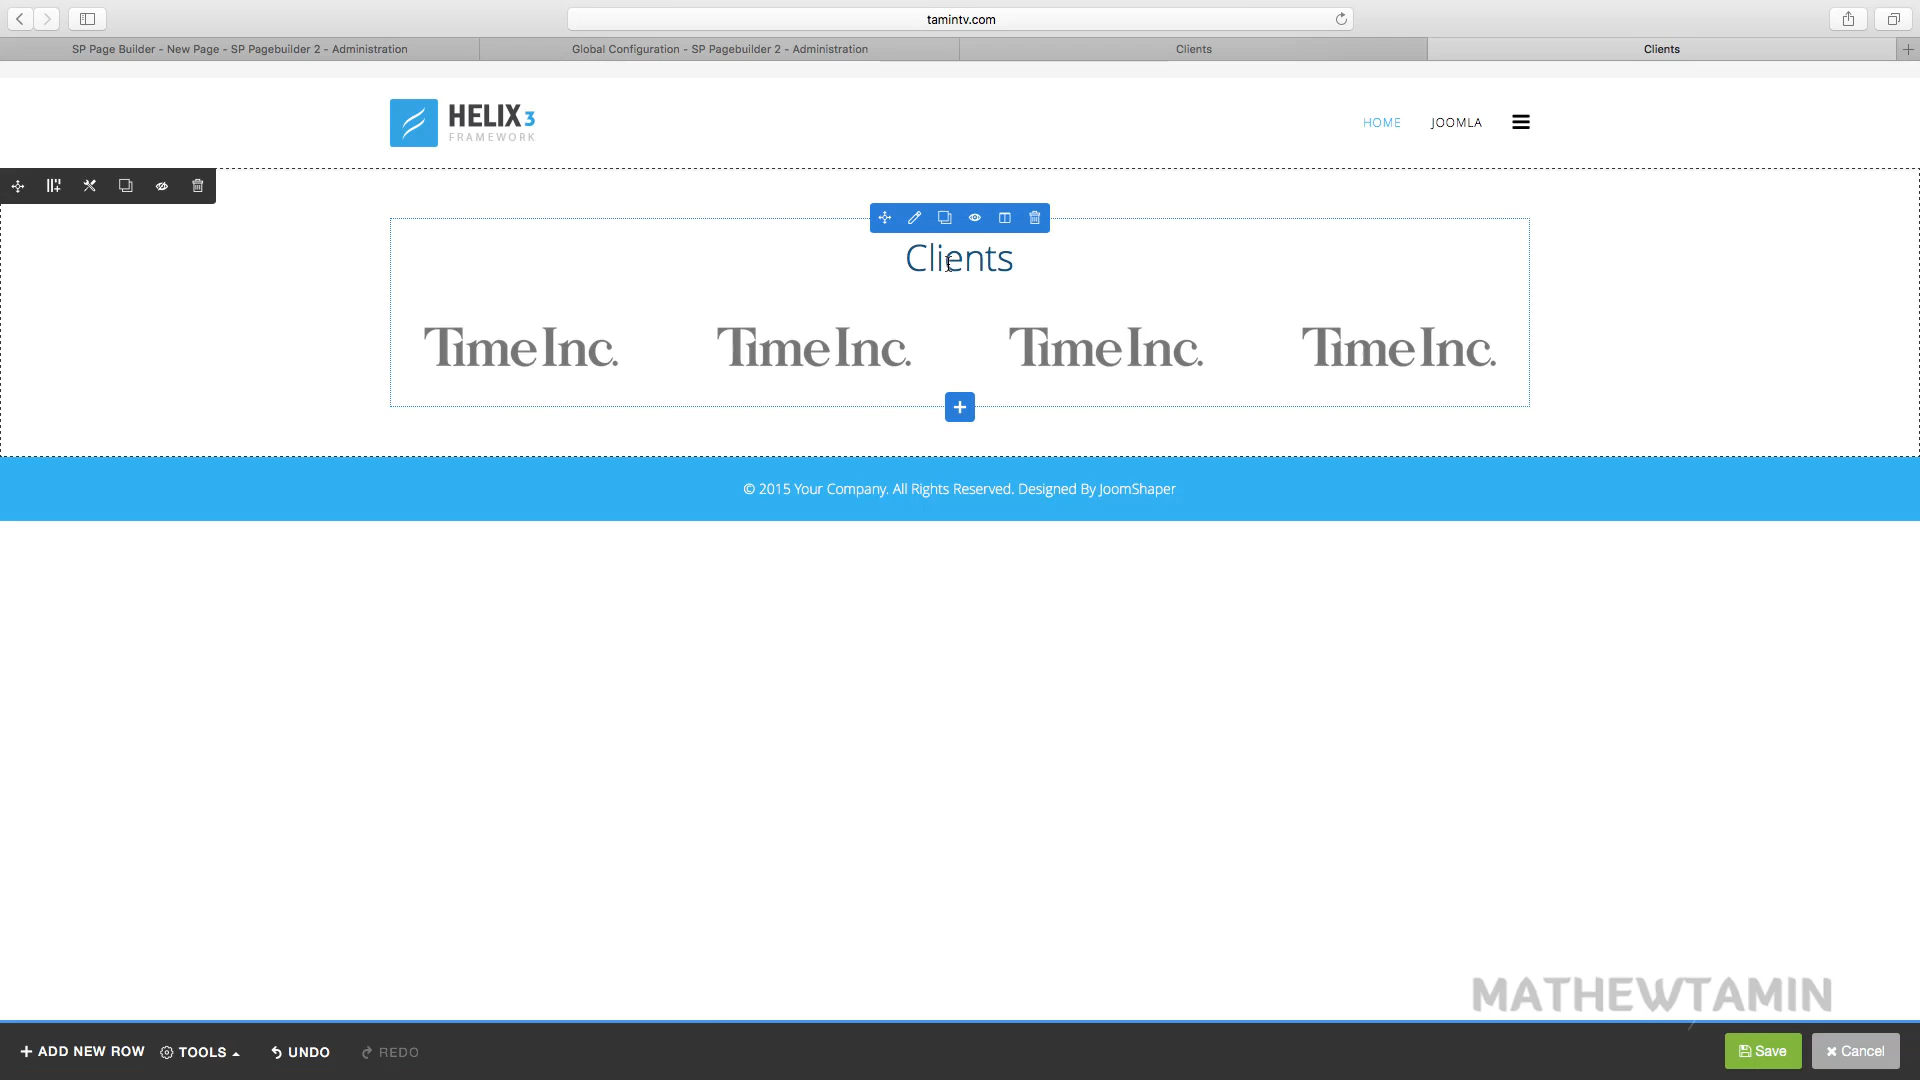 tamintv.com
SP Page Builder - New Page - SP Pagebuilder 2 - Administration
Global Configuration - SP Pagebuilder 2 - Administration
Clients
Clients
HELIX 3
FRAMEWORK
HOME
JOOMLA
Clients
Time Inc. Time Inc. Time Inc. Time Inc.
© 2015 Your Company. All Rights Reserved. Designed By JoomShaper
MATHEWTAMIN
ADD NEW ROW
TOOLS
UNDO
REDO
Save
Cancel